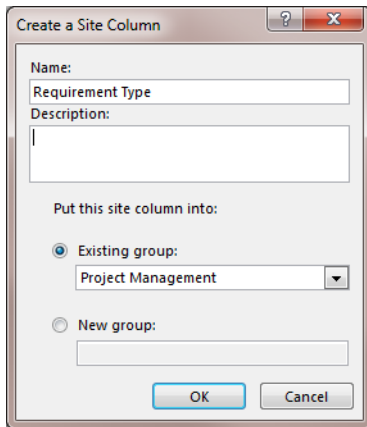 Create a Site Column
Name:
Requirement Type
Description:
Put this site column into:
Existing group:
Project Management
New group:
OK Cancel